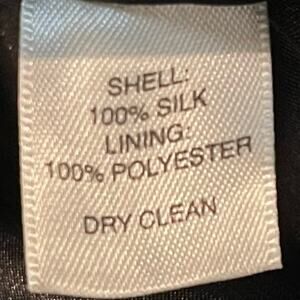 SHELL:
100% SILK
LINING:
100% POLYESTER
DRY CLEAN